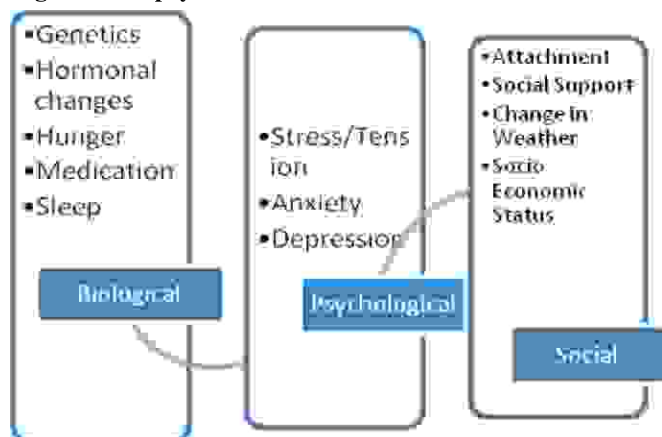 ▪Genetics
▪Hormonal
changes
▪Hunger
▪Medication
▪Sleep
Biological
•Stress/Tens
ion
•Anxiety
•Depression
Psychological
•Attachment
•Social Support
•Change in
Weather
•Socio
Economic
Status
Social